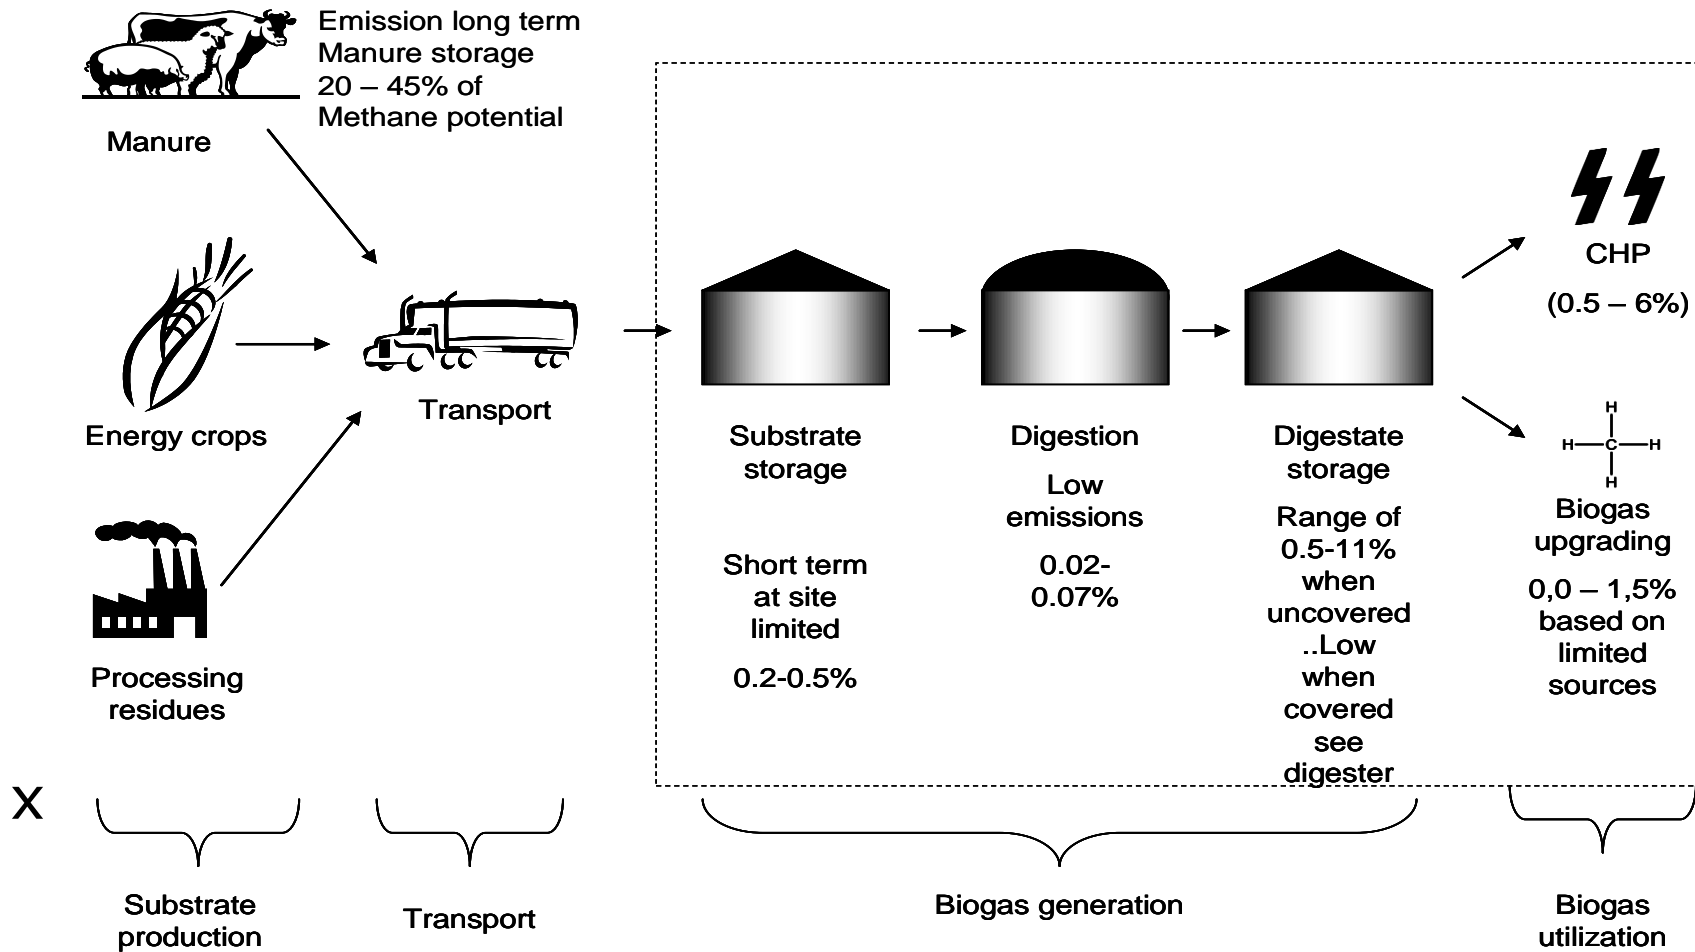 Emission long term
Manure storage
20 – 45% of
Methane potential
Manure
Energy crops
Processing
residues
Transport
Substrate
storage
Short term
at site
limited
0.2-0.5%
Digestion
Low
emissions
0.02-
0.07%
Digestate
storage
Range of
0.5-11%
when
uncovered
..Low
when
covered
see
digester
CHP
(0.5 – 6%)
H
H C H
H
Biogas
upgrading
0,0 – 1,5%
based on
limited
sources
X
Substrate
production
Transport
Biogas generation
Biogas
utilization